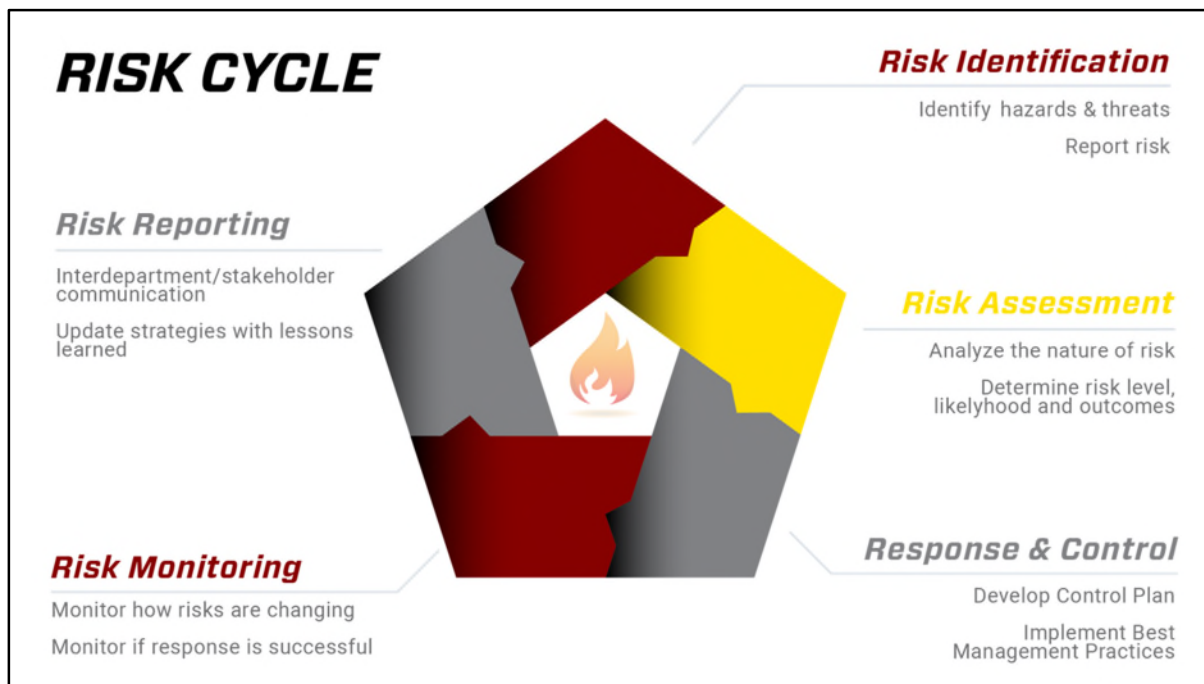 RISK CYCLE
Risk Identification
Identify hazards & threats
Report risk
Risk Assessment
Analyze the nature of risk
Determine risk level,
likelyhood and outcomes
Response & Control
Develop Control Plan
Implement Best
Management Practices
Risk Monitoring
Monitor how risks are changing
Monitor if response is successful
Risk Reporting
Interdepartment/stakeholder
communication
Update strategies with lessons
learned